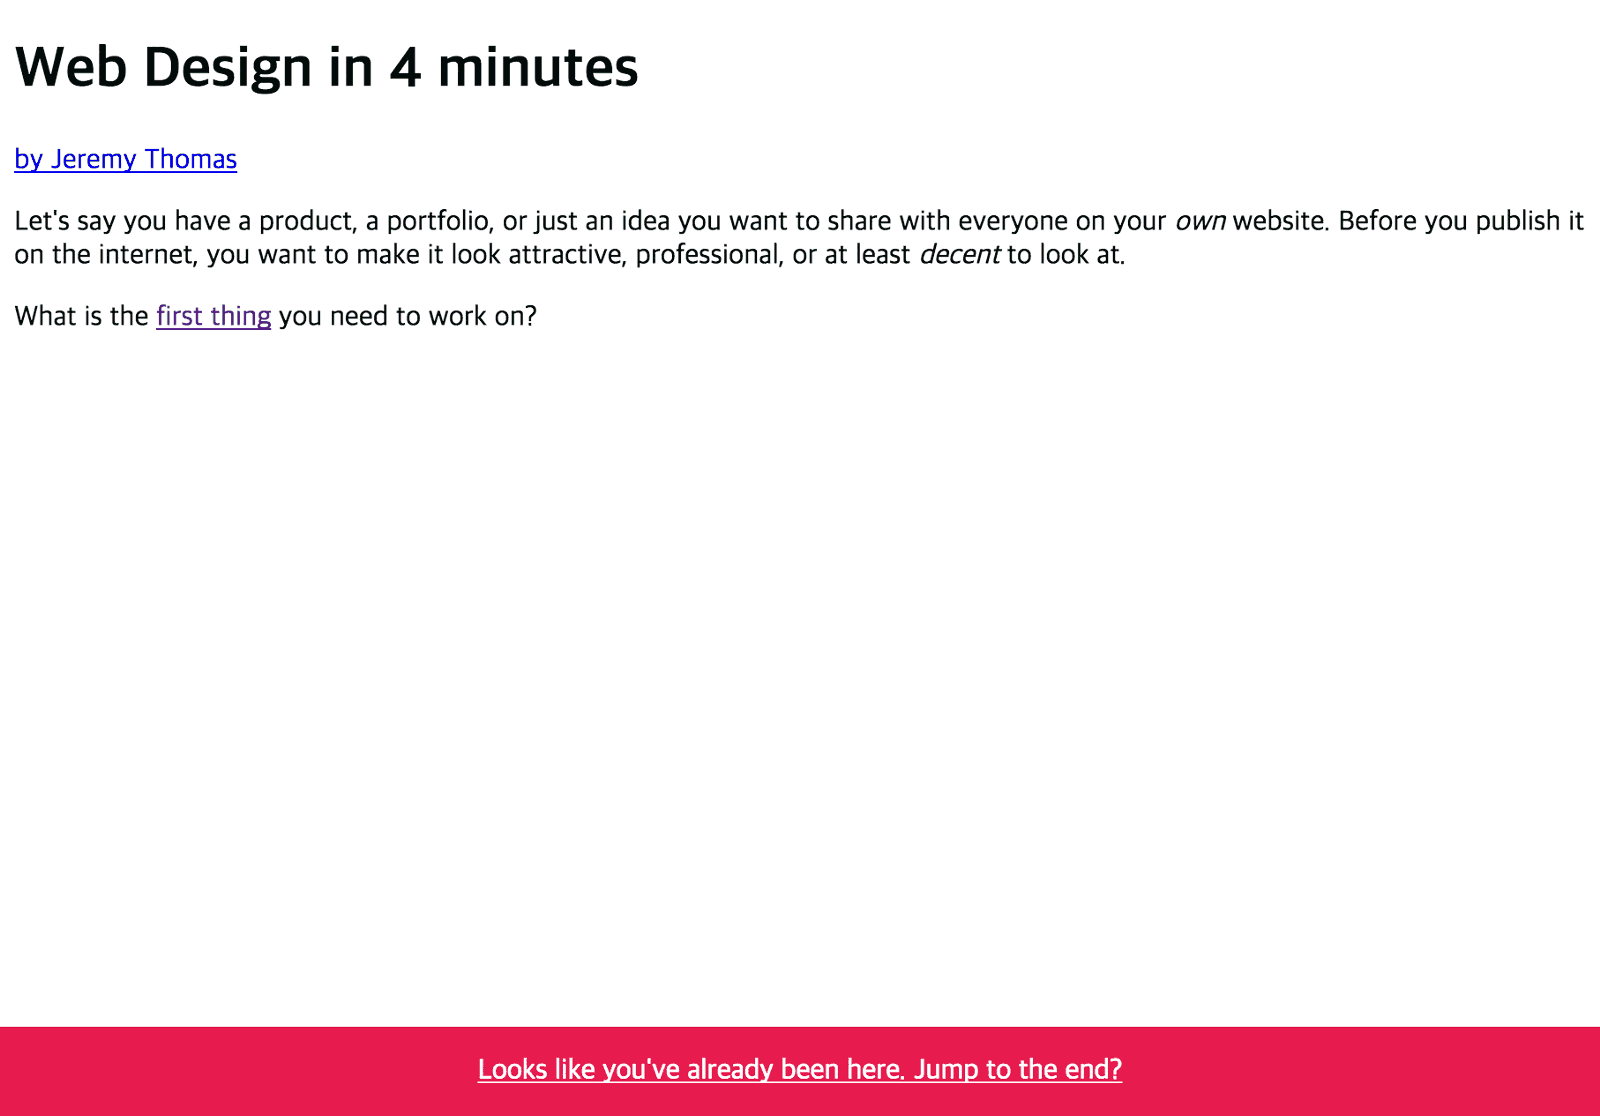 Web Design in 4 minutes
by Jeremy Thomas
Let's say you have a product, a portfolio, or just an idea you want to share with everyone on your own website. Before you publish it
on the internet, you want to make it look attractive, professional, or at least decent to look at.
What is the first thing you need to work on?
Looks like you've already been here. Jump to the end?